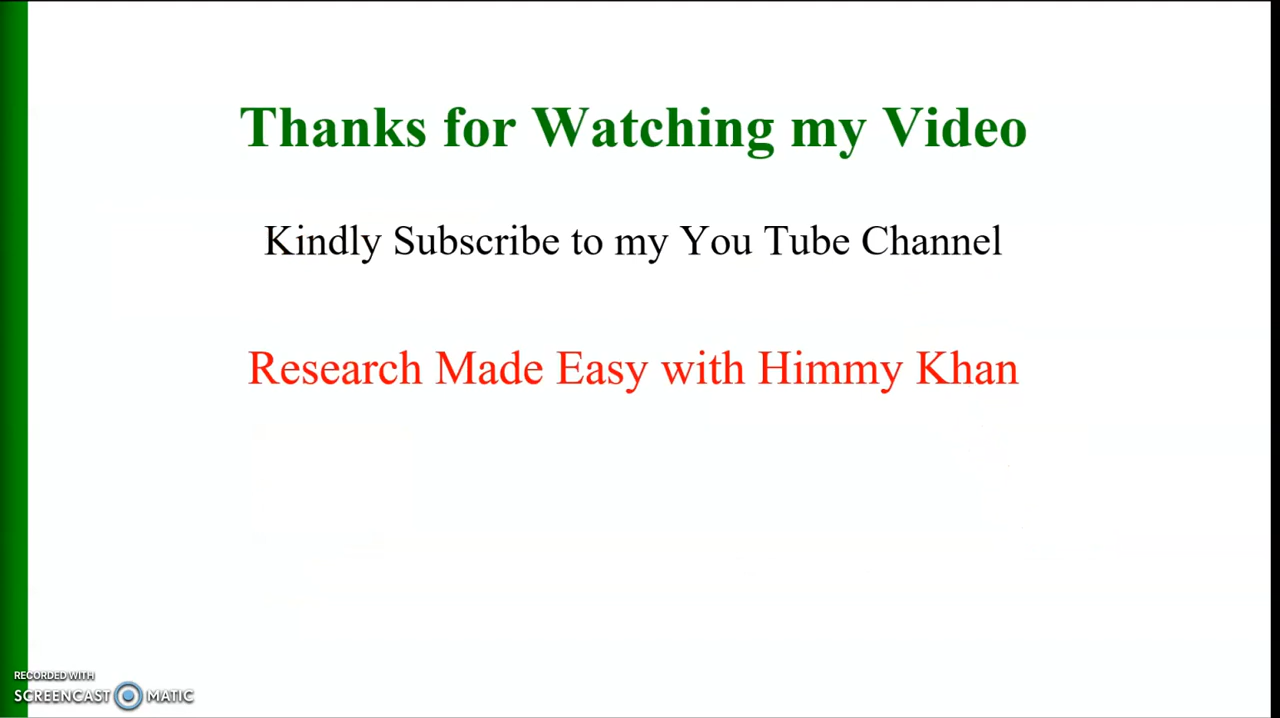 Thanks for Watching my Video
Kindly Subscribe to my You Tube Channel
Research Made Easy with Himmy Khan
RECORDED WITH
SCREENCAST MATIC